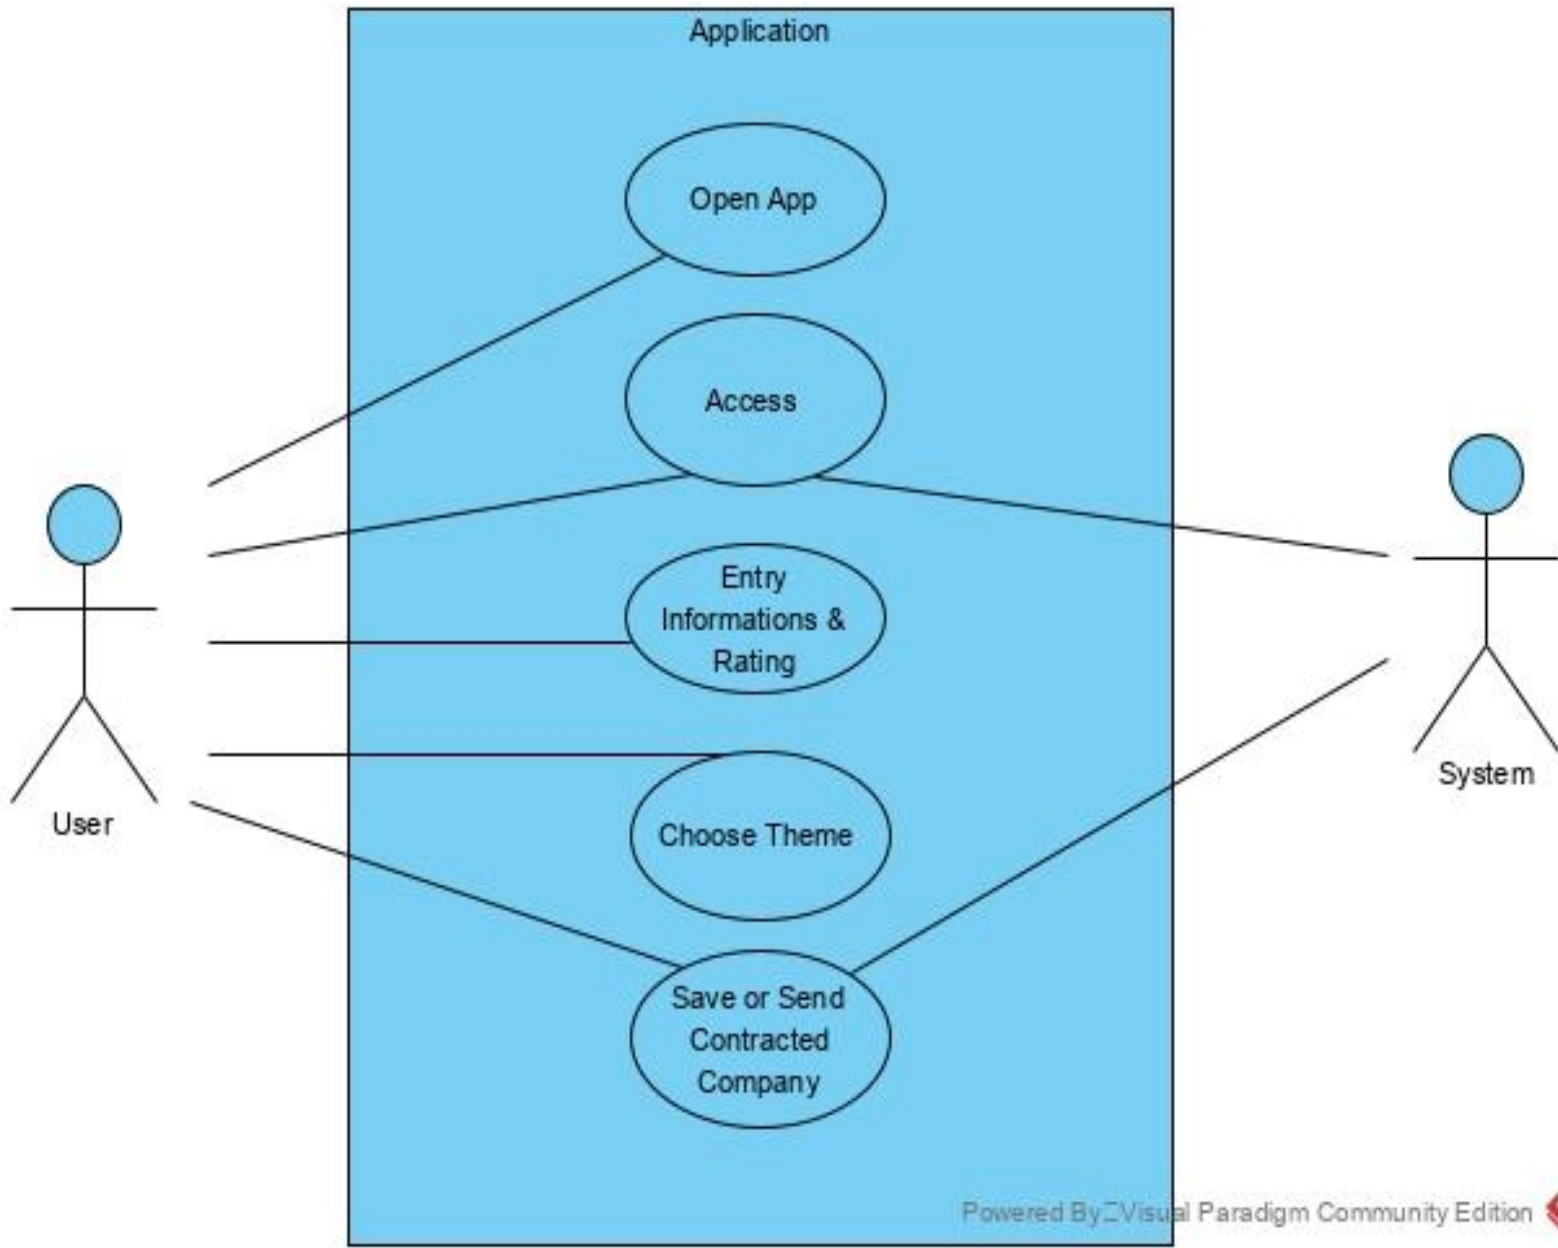 Application
Open App
Access
Entry
Informations &
Rating
Choose Theme
Save or Send
Contracted
Company
User
System
Powered By Visual Paradigm Community Edition